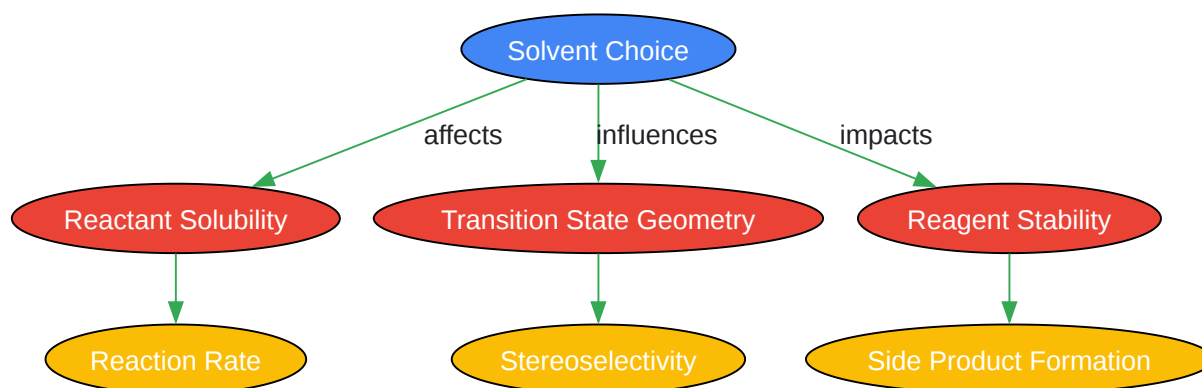 Solvent Choice
affects
influences
impacts
Reactant Solubility
Transition State Geometry
Reagent Stability
Reaction Rate
Stereoselectivity
Side Product Formation